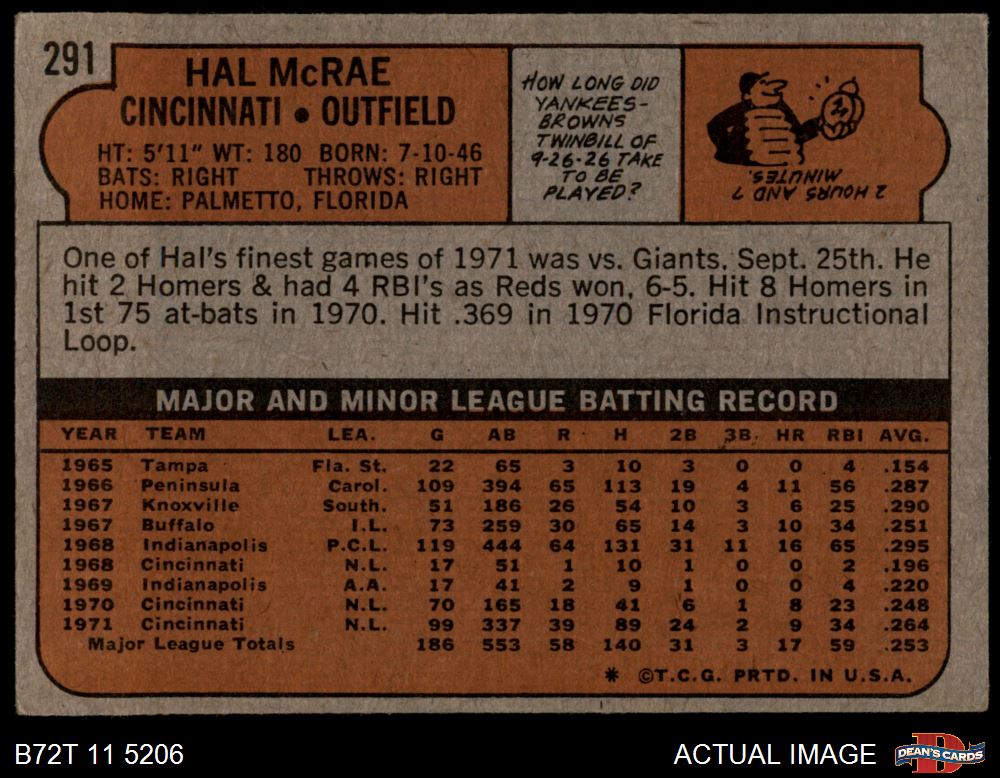 291
HAL McRAE
CINCINNATI • OUTFIELD
HT: 5'11" WT: 180 BORN: 7-10-46
BATS: RIGHT THROWS: RIGHT
HOME: PALMETTO, FLORIDA
HOW LONG DID
YANKEES-
BROWNS
TWINBILL OF
9-26-26 TAKE
TO BE
PLAYED?
2 HOURS AND 7
MINUTES.
One of Hal's finest games of 1971 was vs. Giants, Sept. 25th. He
hit 2 Homers & had 4 RBI's as Reds won, 6-5. Hit 8 Homers in
1st 75 at-bats in 1970. Hit .369 in 1970 Florida Instructional
Loop.
MAJOR AND MINOR LEAGUE BATTING RECORD
YEAR TEAM LEA. G AB R H 2B 3B HR RBI AVG.
1965 Tampa Fla. St. 22 65 3 10 3 0 0 4 .154
1966 Peninsula Carol. 109 394 65 113 19 4 11 56 .287
1967 Knoxville South. 51 186 26 54 10 3 6 25 .290
1967 Buffalo I.L. 73 259 30 65 14 3 10 34 .251
1968 Indianapolis P.C.L. 119 444 64 131 31 11 16 65 .295
1968 Cincinnati N.L. 17 51 1 10 1 0 0 2 .196
1969 Indianapolis A.A. 17 41 2 9 1 0 0 4 .220
1970 Cincinnati N.L. 70 165 18 41 6 1 8 23 .248
1971 Cincinnati N.L. 99 337 39 89 24 2 9 34 .264
Major League Totals 186 553 58 140 31 3 17 59 .253
* ©T.C.G. PRTD. IN U.S.A.
B72T 11 5206
ACTUAL IMAGE
D
DEAN'S CARDS